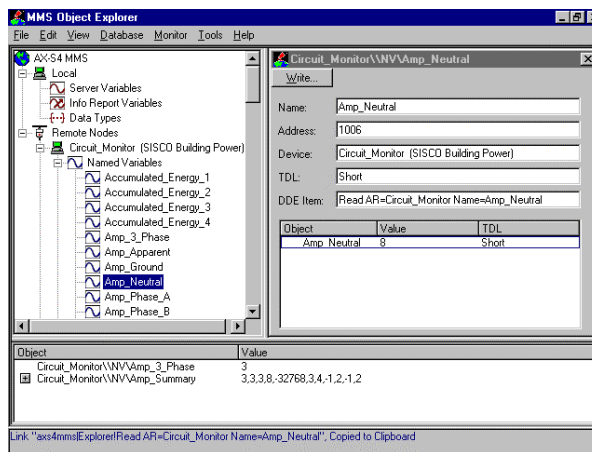 MMS Object Explorer
File Edit View Database Monitor Tools Help
AX-S4 MMS
Local
Server Variables
Info Report Variables
Data Types
Remote Nodes
Circuit_Monitor (SISCO Building Power)
Named Variables
Accumulated_Energy_1
Accumulated_Energy_2
Accumulated_Energy_3
Accumulated_Energy_4
Amp_3_Phase
Amp_Apparent
Amp_Ground
Amp_Neutral
Amp_Phase_A
Amp_Phase_B
Circuit_Monitor\\NV\Amp_Neutral
Write...
Name: Amp_Neutral
Address: 1006
Device: Circuit_Monitor (SISCO Building Power)
TDL: Short
DDE Item: Read AR=Circuit_Monitor Name=Amp_Neutral
Object Value TDL
Amp_Neutral 8 Short
Object Value
Circuit_Monitor\\NV\Amp_3_Phase 3
Circuit_Monitor\\NV\Amp_Summary 3,3,3,8,-32768,3,4,-1,2,-1,2
Link "axs4mms|Explorer!Read AR=Circuit_Monitor Name=Amp_Neutral", Copied to Clipboard